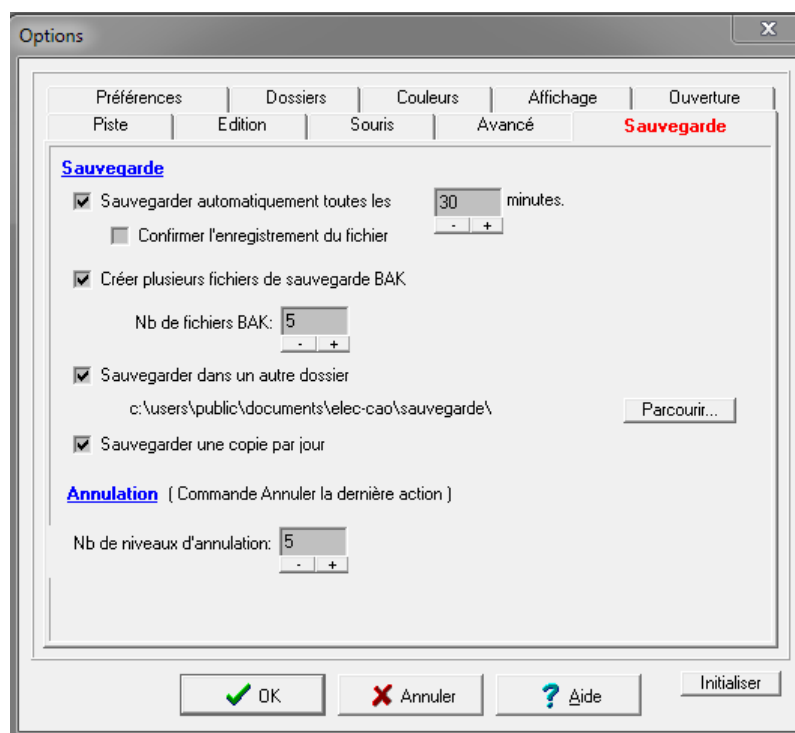 Options
x
Préférences Dossiers Couleurs Affichage Ouverture
Piste Edition Souris Avancé Sauvegarde
Sauvegarde
Sauvegarder automatiquement toutes les 30 minutes.
- +
Confirmer l'enregistrement du fichier
Créer plusieurs fichiers de sauvegarde BAK
Nb de fichiers BAK: 5
- +
Sauvegarder dans un autre dossier
c:\users\public\documents\elec-cao\sauvegarde\ Parcourir...
Sauvegarder une copie par jour
Annulation ( Commande Annuler la dernière action )
Nb de niveaux d'annulation: 5
- +
Initialiser
OK Annuler ? Aide